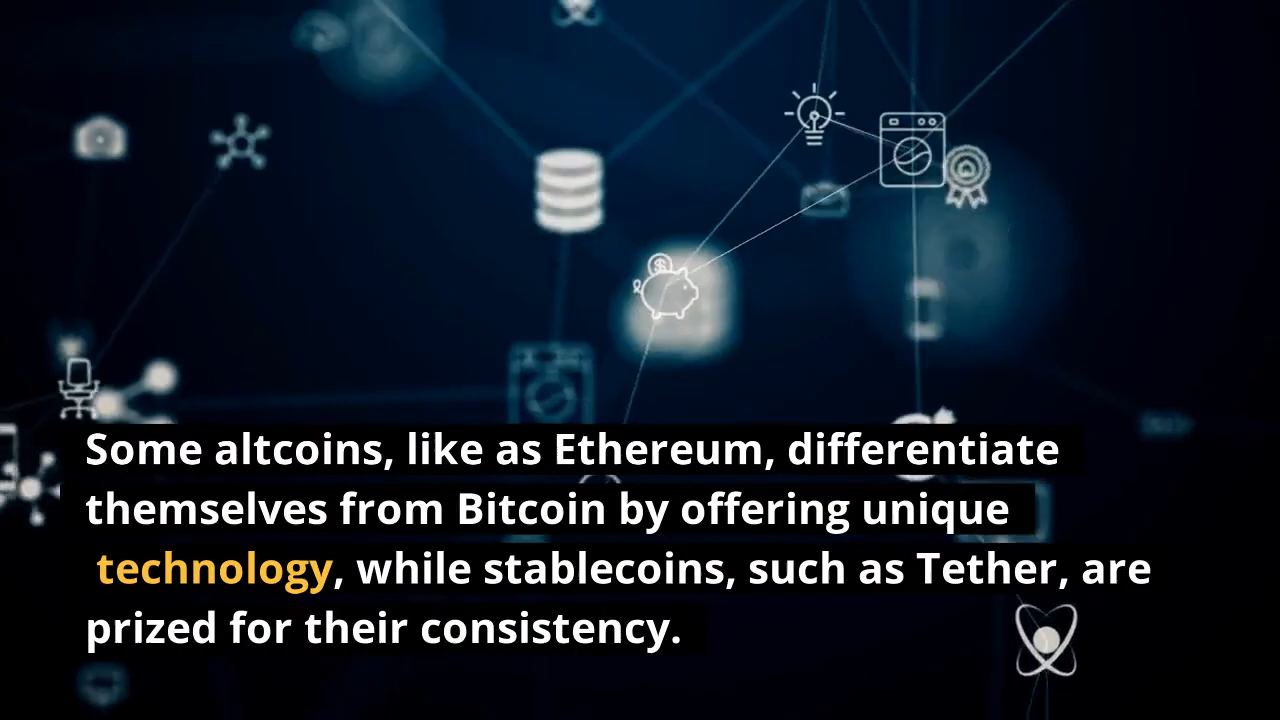 Some altcoins, like as Ethereum, differentiate
themselves from Bitcoin by offering unique
technology, while stablecoins, such as Tether, are
prized for their consistency.